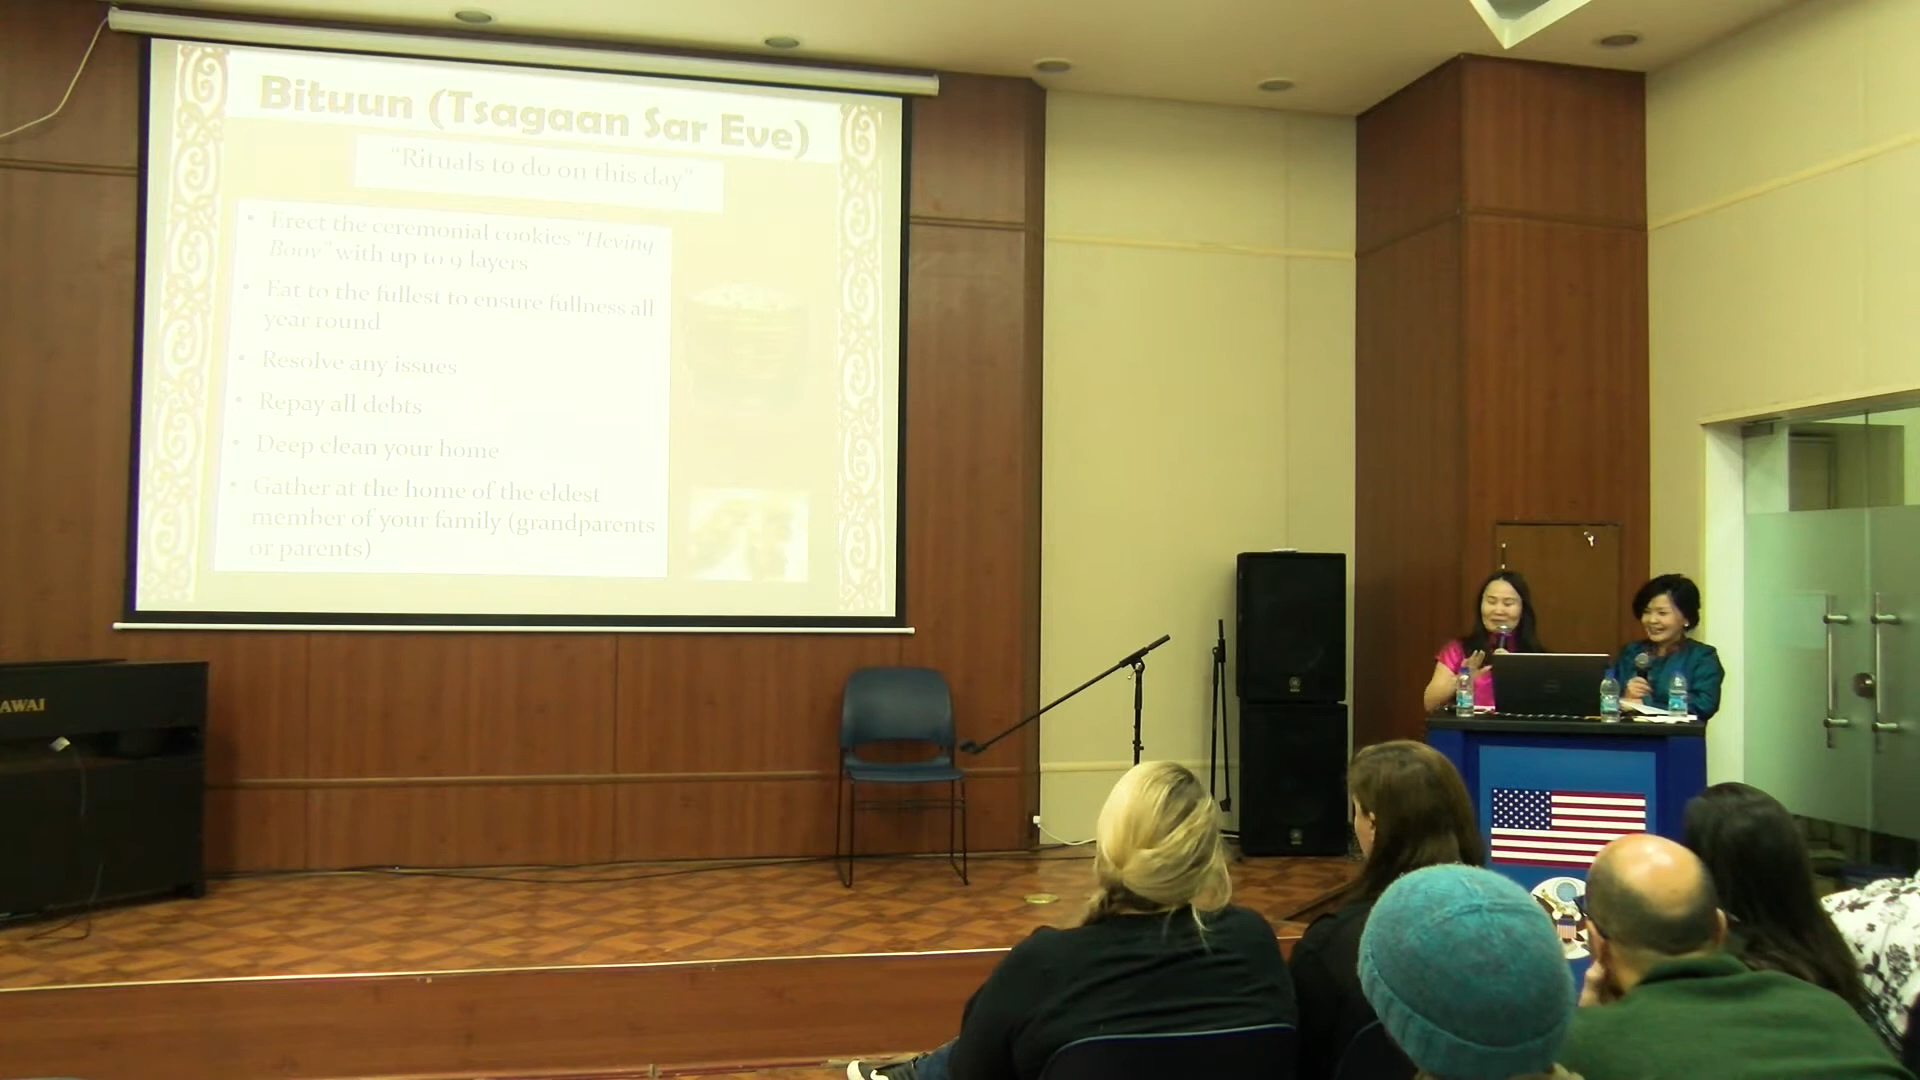 Bituun (Tsagaan Sar Eve)
"Rituals to do on this day"
• Erect the ceremonial cookies "Heving
Boov" with up to 9 layers
• Eat to the fullest to ensure fullness all
year round
• Resolve any issues
• Repay all debts
• Deep clean your home
• Gather at the home of the eldest
member of your family (grandparents
or parents)
AWAI